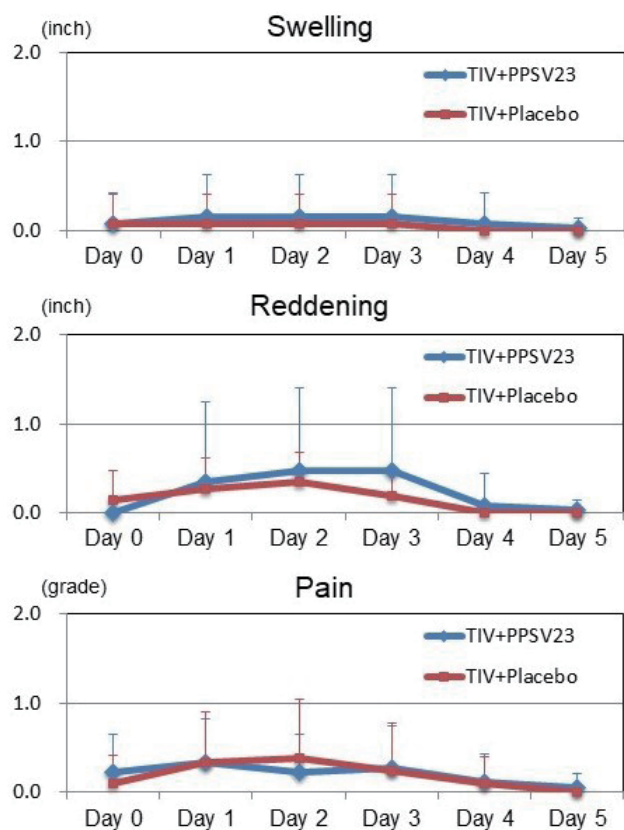 (inch)
Swelling
2.0
TIV+PPSV23
TIV+Placebo
1.0
0.0
Day 0 Day 1 Day 2 Day 3 Day 4 Day 5
(inch)
Reddening
2.0
TIV+PPSV23
TIV+Placebo
1.0
0.0
Day 0 Day 1 Day 2 Day 3 Day 4 Day 5
(grade)
Pain
2.0
TIV+PPSV23
TIV+Placebo
1.0
0.0
Day 0 Day 1 Day 2 Day 3 Day 4 Day 5